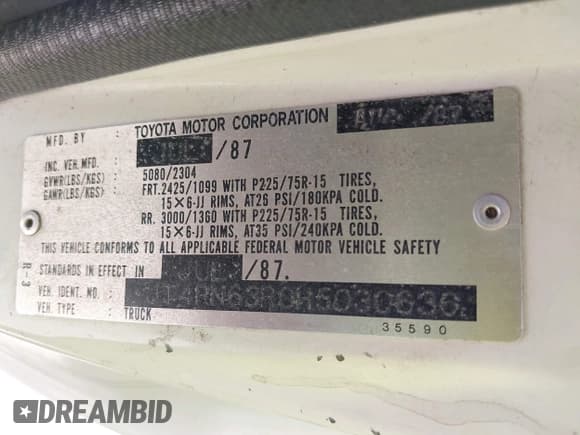 MFD. BY : TOYOTA MOTOR CORPORATION
INC. VEH. MFD. : /87
GVWR(LBS/KGS) : 5080/2304
GAWR(LBS/KGS) : FRT. 2425/1099 WITH P225/75R-15 TIRES,
15×6-JJ RIMS, AT26 PSI/180KPA COLD.
RR. 3000/1360 WITH P225/75R-15 TIRES,
15×6-JJ RIMS, AT35 PSI/240KPA COLD.
THIS VEHICLE CONFORMS TO ALL APPLICABLE FEDERAL MOTOR VEHICLE SAFETY
STANDARDS IN EFFECT IN /87.
VEH. IDENT. NO. :
VEH. TYPE : TRUCK
35590
R-3
DREAMBID